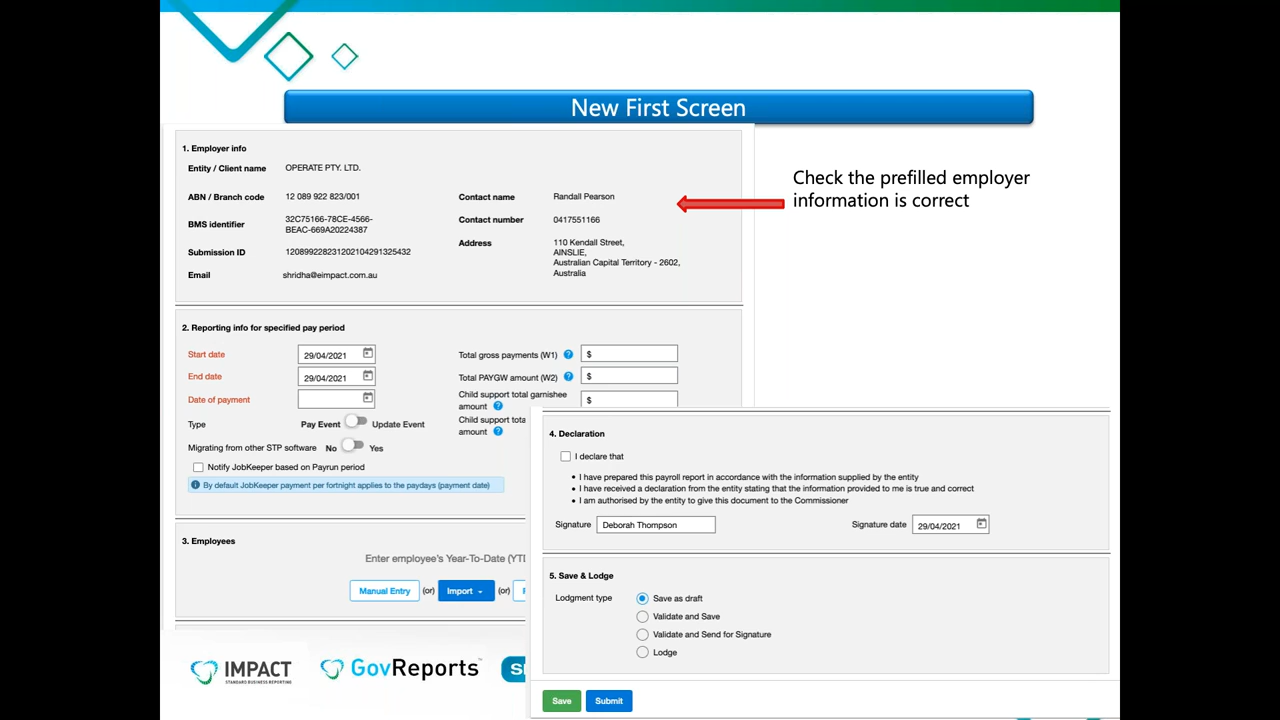 New First Screen
1. Employer info
Entity / Client name OPERATE PTY. LTD.
ABN / Branch code 12 089 922 823/001
BMS identifier 32C75166-78CE-4566-
BEAC-669A20224387
Submission ID 120899228231202104291325432
Email shridha@eimpact.com.au
Contact name Randall Pearson
Contact number 0417551166
Address 110 Kendall Street,
AINSLIE,
Australian Capital Territory - 2602,
Australia
Check the prefilled employer
information is correct
2. Reporting info for specified pay period
Start date 29/04/2021
End date 29/04/2021
Date of payment
Type Pay Event Update Event
Migrating from other STP software No Yes
Notify JobKeeper based on Payrun period
By default JobKeeper payment per fortnight applies to the paydays (payment date)
Total gross payments (W1) ? $
Total PAYGW amount (W2) ? $
Child support total garnishee
amount ? $
Child support tota
amount ?
3. Employees
Enter employee's Year-To-Date (YTI
Manual Entry (or) Import (or)
4. Declaration
I declare that
• I have prepared this payroll report in accordance with the information supplied by the entity
• I have received a declaration from the entity stating that the information provided to me is true and correct
• I am authorised by the entity to give this document to the Commissioner
Signature Deborah Thompson Signature date 29/04/2021
5. Save & Lodge
Lodgment type Save as draft
Validate and Save
Validate and Send for Signature
Lodge
Save Submit
IMPACT
STANDARD BUSINESS REPORTING
GovReports™